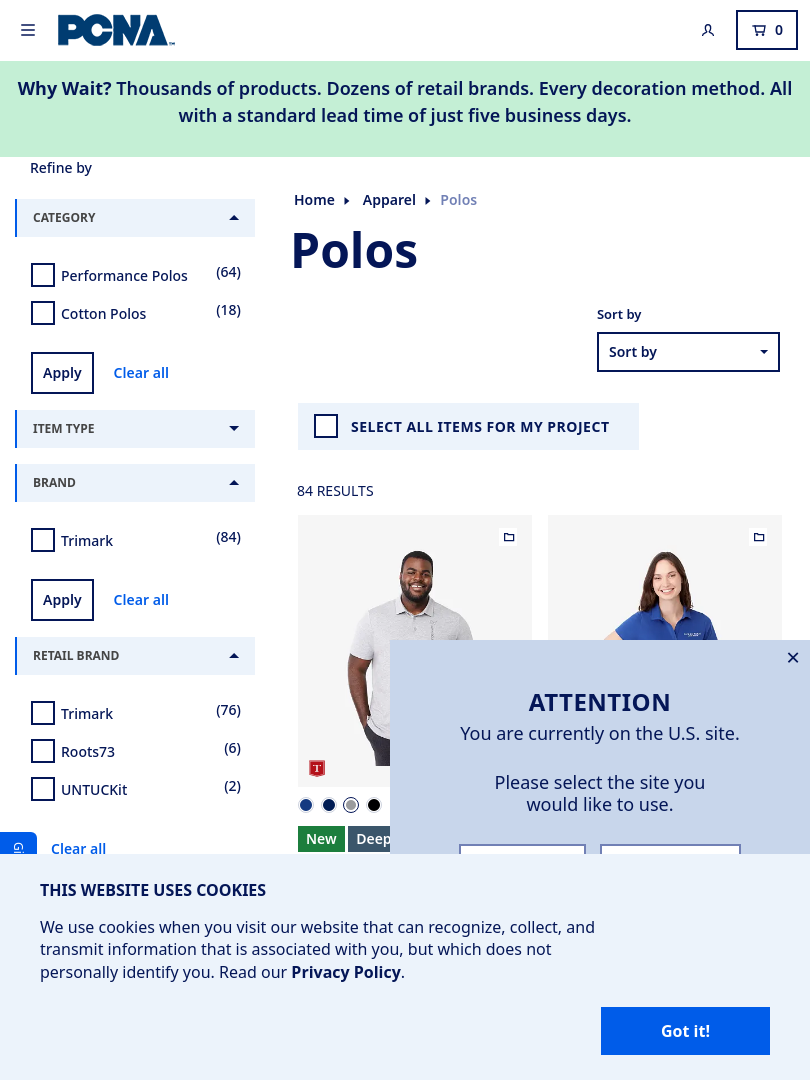 PCNA
0
Why Wait? Thousands of products. Dozens of retail brands. Every decoration method. All
with a standard lead time of just five business days.
Refine by
CATEGORY
Performance Polos (64)
Cotton Polos (18)
Apply Clear all
ITEM TYPE
BRAND
Trimark (84)
Apply Clear all
RETAIL BRAND
Trimark (76)
Roots73 (6)
UNTUCKit (2)
Clear all
Home Apparel Polos
Polos
Sort by
Sort by
SELECT ALL ITEMS FOR MY PROJECT
84 RESULTS
T
New Deep
ATTENTION
You are currently on the U.S. site.
Please select the site you
would like to use.
THIS WEBSITE USES COOKIES
We use cookies when you visit our website that can recognize, collect, and
transmit information that is associated with you, but which does not
personally identify you. Read our Privacy Policy.
Got it!